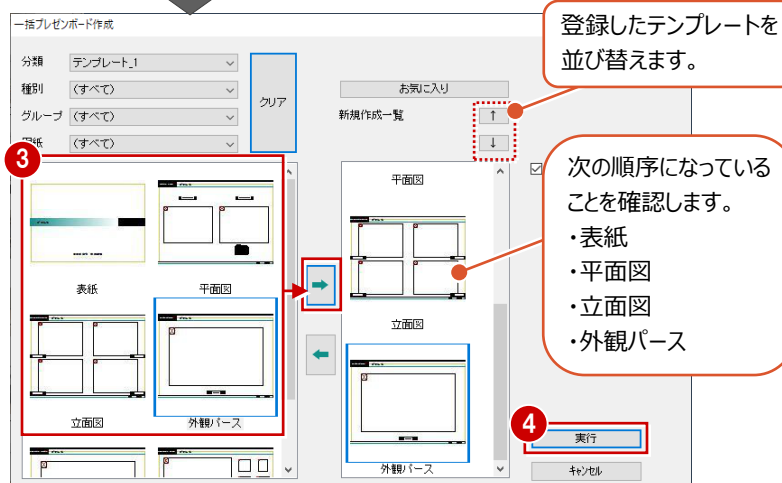 一括プレゼンボード作成
登録したテンプレートを
並び替えます。
分類 テンプレート_1
種別 (すべて)
グループ (すべて)
(すべて)
クリア
お気に入り
新規作成一覧
↑
↓
3
表紙
平面図
立面図
外観パース
平面図
立面図
外観パース
次の順序になっている
ことを確認します。
・表紙
・平面図
・立面図
・外観パース
4
実行
キャンセル